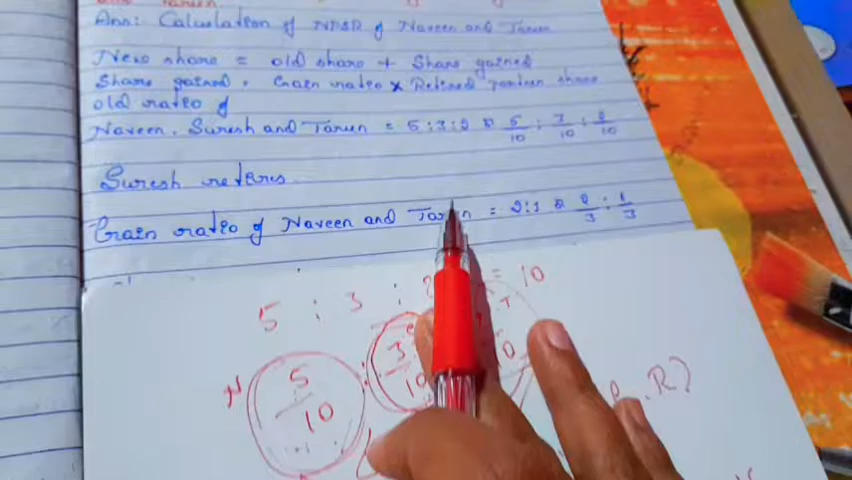 Ans: Calculation of NPSR of Naveen and Tarun
New share = old share + Share gained
Share gained = Gain ratio x Retired partner share
old ratio of
Naveen, Suresh and Tarun = 5:3:2 or 5/10 : 3/10 : 2/10
Suresh retires
Gain ratio of Naveen and Tarun = 2:1 or 2/3 : 1/3
5 : 3 : 2 = 10
N 5/10 : 3/10